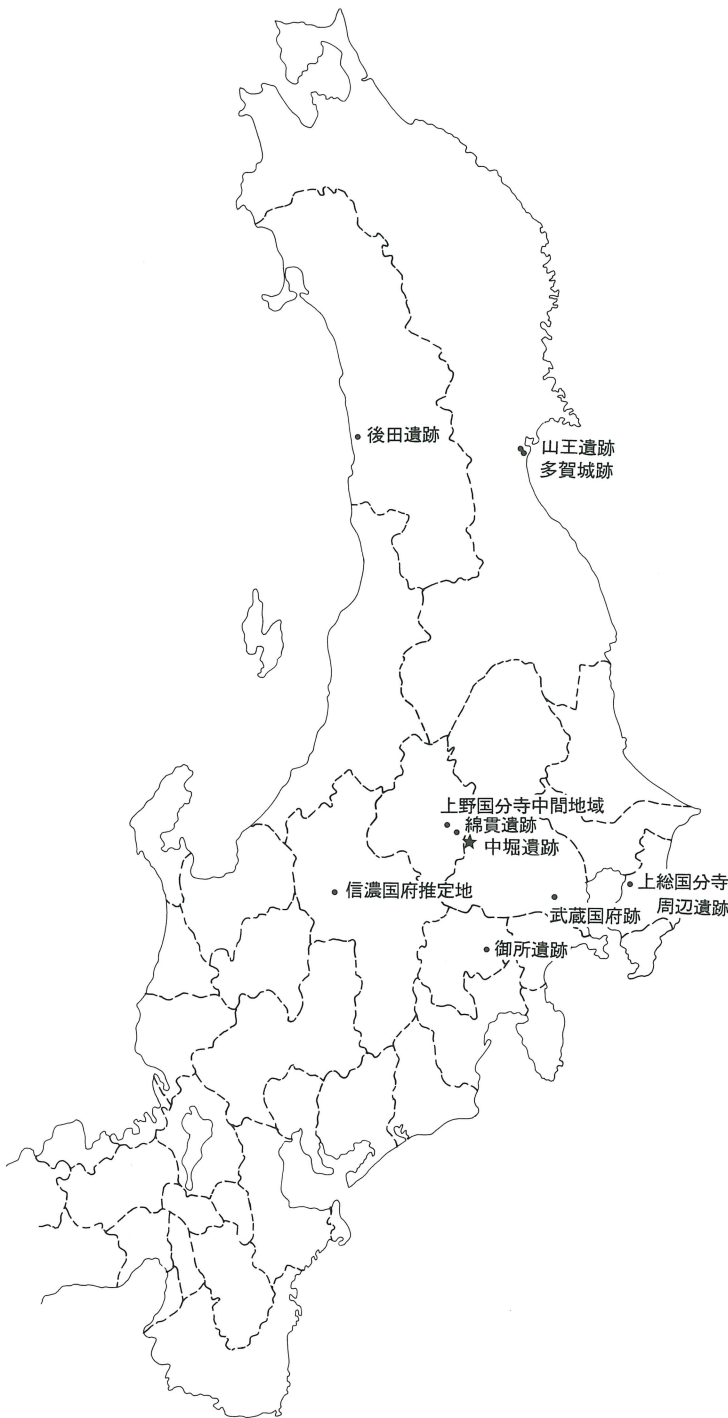 後田遺跡
山王遺跡
多賀城跡
上野国分寺中間地域
綿貫遺跡
中堀遺跡
信濃国府推定地
上総国分寺
周辺遺跡
武蔵国府跡
御所遺跡